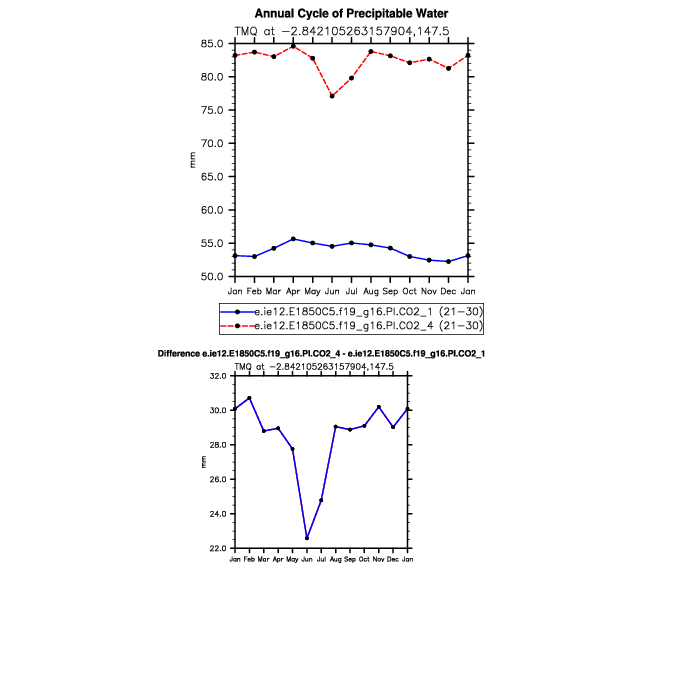 Annual Cycle of Precipitable Water
TMQ at −2.842105263157904,147.5
85.0
80.0
75.0
70.0
65.0
60.0
55.0
50.0
mm
Jan Feb Mar Apr May Jun Jul Aug Sep Oct Nov Dec Jan
e.ie12.E1850C5.f19_g16.PI.CO2_1 (21−30)
e.ie12.E1850C5.f19_g16.PI.CO2_4 (21−30)
Difference e.ie12.E1850C5.f19_g16.PI.CO2_4 - e.ie12.E1850C5.f19_g16.PI.CO2_1
TMQ at −2.842105263157904,147.5
32.0
30.0
28.0
26.0
24.0
22.0
mm
Jan Feb Mar Apr May Jun Jul Aug Sep Oct Nov Dec Jan